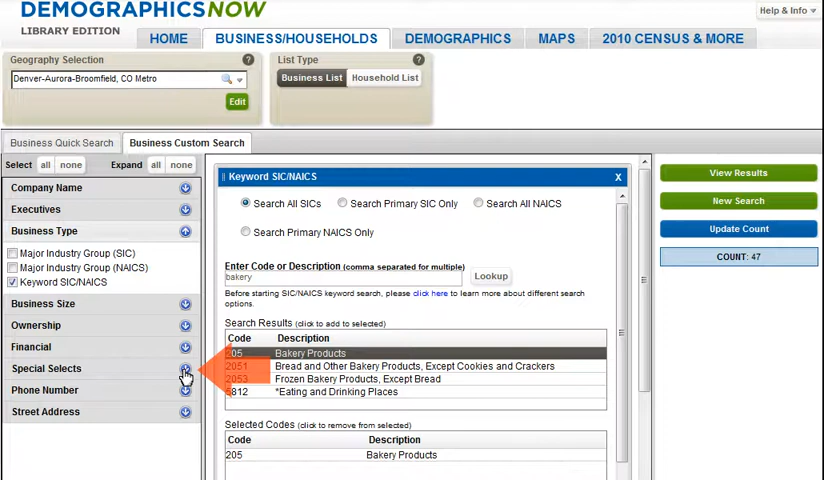 DEMOGRAPHICSNOW
LIBRARY EDITION
Help & Info
HOME
BUSINESS/HOUSEHOLDS
DEMOGRAPHICS
MAPS
2010 CENSUS & MORE
Geography Selection
?
Denver-Aurora-Broomfield, CO Metro
Edit
List Type
?
Business List
Household List
Business Quick Search
Business Custom Search
Select all none Expand all none
Company Name
Executives
Business Type
Major Industry Group (SIC)
Major Industry Group (NAICS)
Keyword SIC/NAICS
Business Size
Ownership
Financial
Special Selects
Phone Number
Street Address
Keyword SIC/NAICS X
Search All SICs Search Primary SIC Only Search All NAICS
Search Primary NAICS Only
Enter Code or Description (comma separated for multiple)
bakery
Lookup
Before starting SIC/NAICS keyword search, please click here to learn more about different search
options.
Search Results (click to add to selected)
Code Description
205 Bakery Products
2051 Bread and Other Bakery Products, Except Cookies and Crackers
2053 Frozen Bakery Products, Except Bread
5812 *Eating and Drinking Places
Selected Codes (click to remove from selected)
Code Description
205 Bakery Products
View Results
New Search
Update Count
COUNT: 47